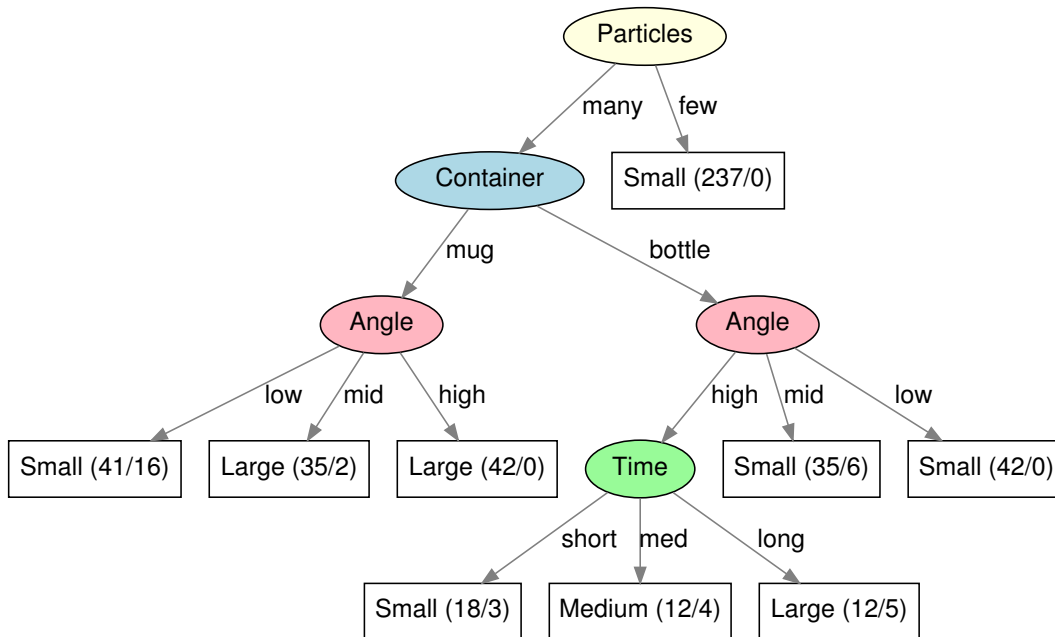 Particles
many
few
Container
Small (237/0)
mug
bottle
Angle
Angle
low
mid
high
high
mid
low
Small (41/16)
Large (35/2)
Large (42/0)
Time
Small (35/6)
Small (42/0)
short
med
long
Small (18/3)
Medium (12/4)
Large (12/5)